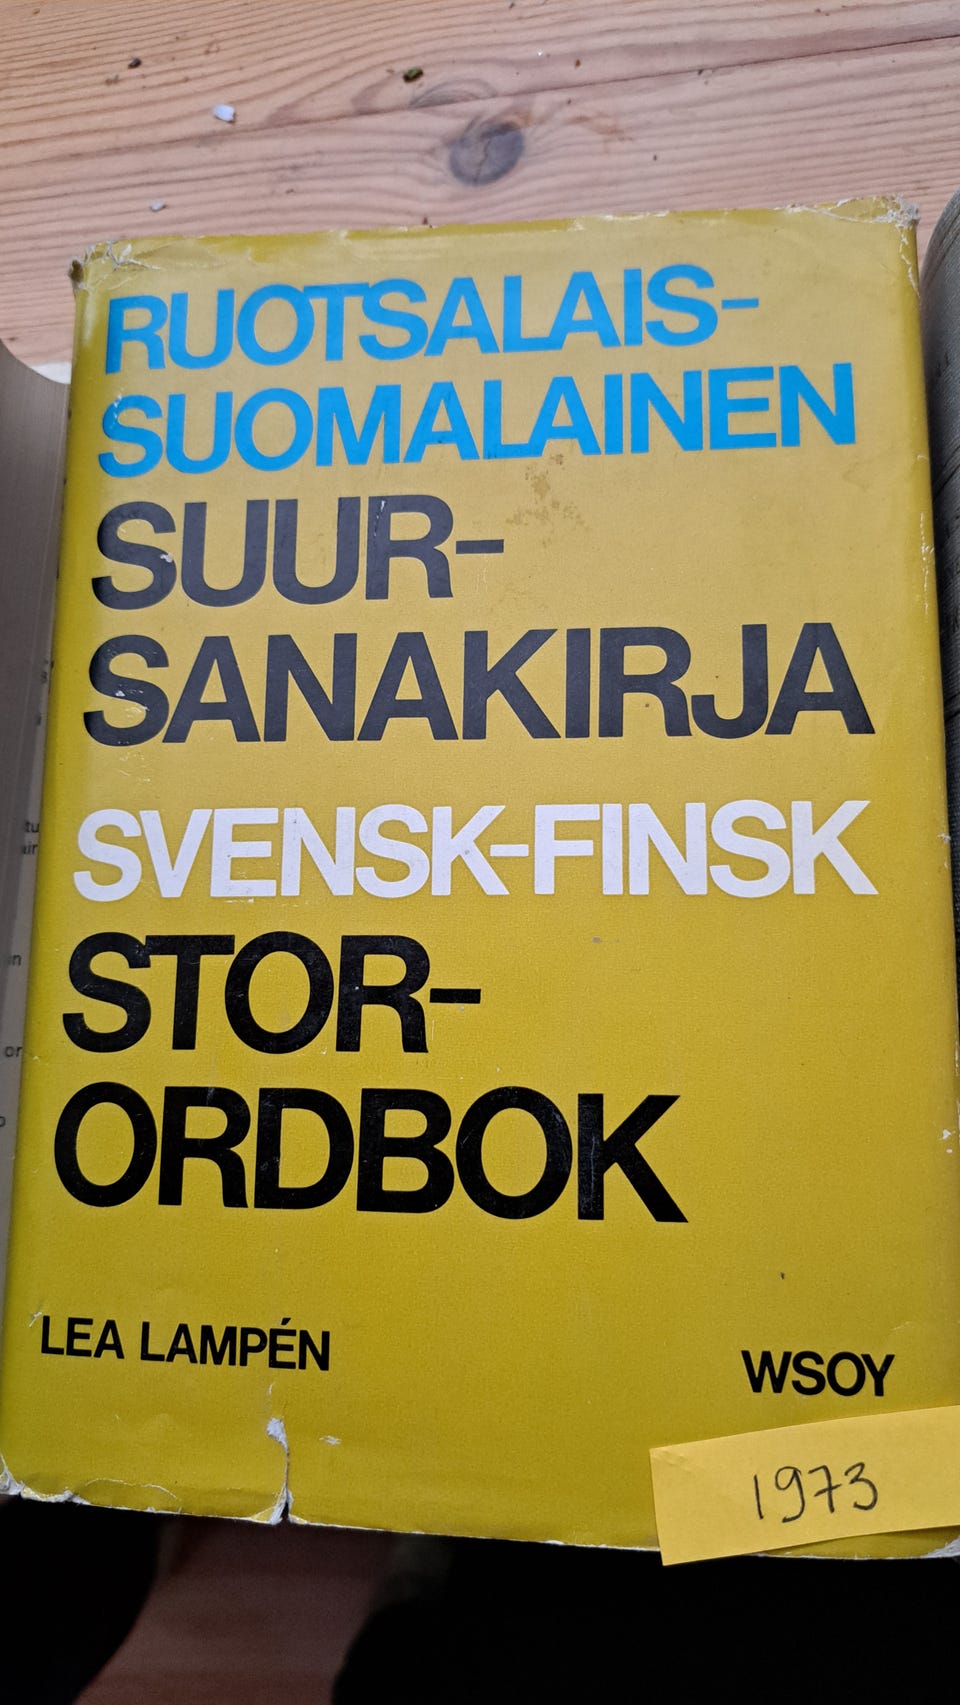 RUOTSALAIS-
SUOMALAINEN
SUUR-
SANAKIRJA
SVENSK-FINSK
STOR-
ORDBOK
LEA LAMPÉN
WSOY
1973